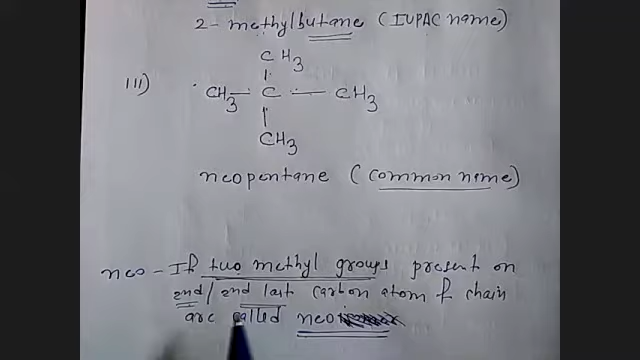 2-methylbutane (IUPAC name)
CH3
III) CH3 — C — CH3
CH3
neopentane (common name)
neo - If two methyl groups present on
2nd/2nd last carbon atom of chain
are called neo